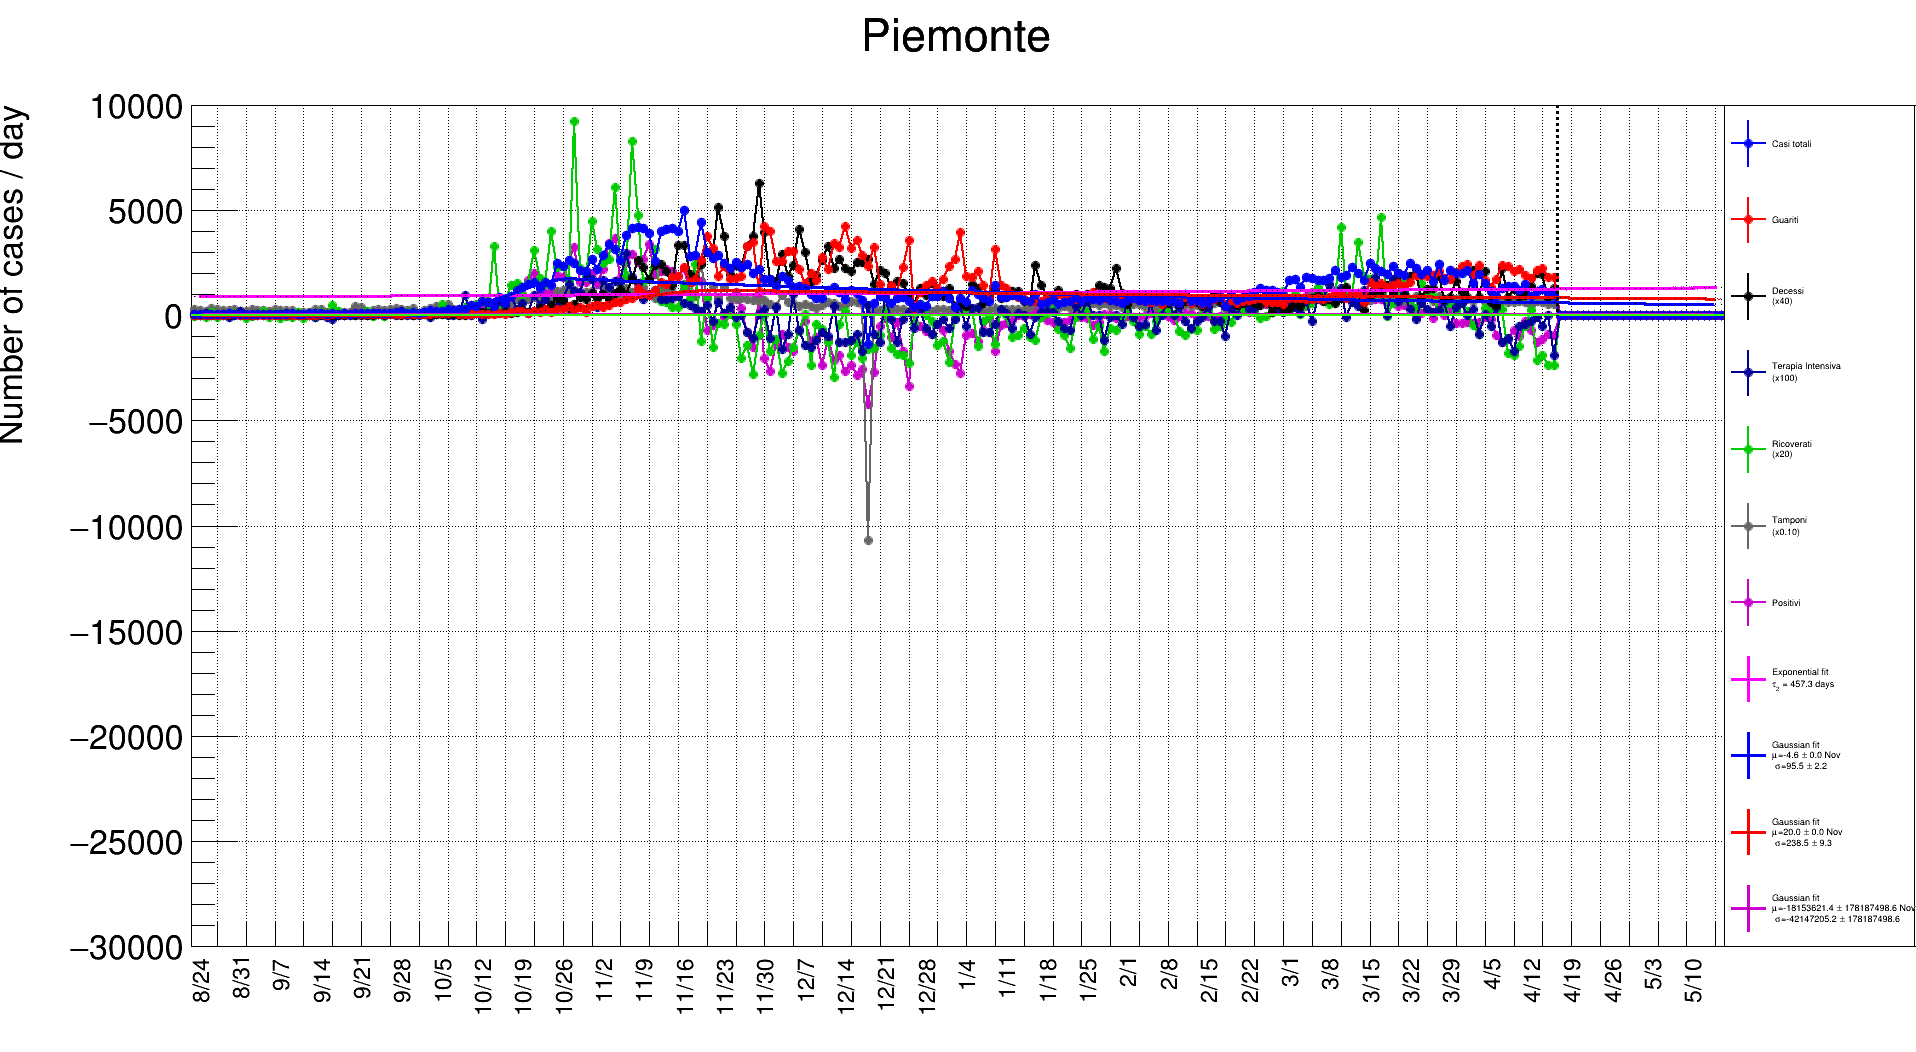 Piemonte
Number of cases / day
10000
5000
0
−5000
−10000
−15000
−20000
−25000
−30000
8/24
8/31
9/7
9/14
9/21
9/28
10/5
10/12
10/19
10/26
11/2
11/9
11/16
11/23
11/30
12/7
12/14
12/21
12/28
1/4
1/11
1/18
1/25
2/1
2/8
2/15
2/22
3/1
3/8
3/15
3/22
3/29
4/5
4/12
4/19
4/26
5/3
5/10
Casi totali
Guariti
Decessi
(x40)
Terapia Intensiva
(x100)
Ricoverati
(x20)
Tamponi
(x0.10)
Positivi
Exponential fit
τ2 = 457.3 days
Gaussian fit
μ=-4.6 ± 0.0 Nov
σ=95.5 ± 2.2
Gaussian fit
μ=20.0 ± 0.0 Nov
σ=238.5 ± 9.3
Gaussian fit
μ=-18153621.4 ± 178187498.6 Nov
σ=-42147205.2 ± 178187498.6